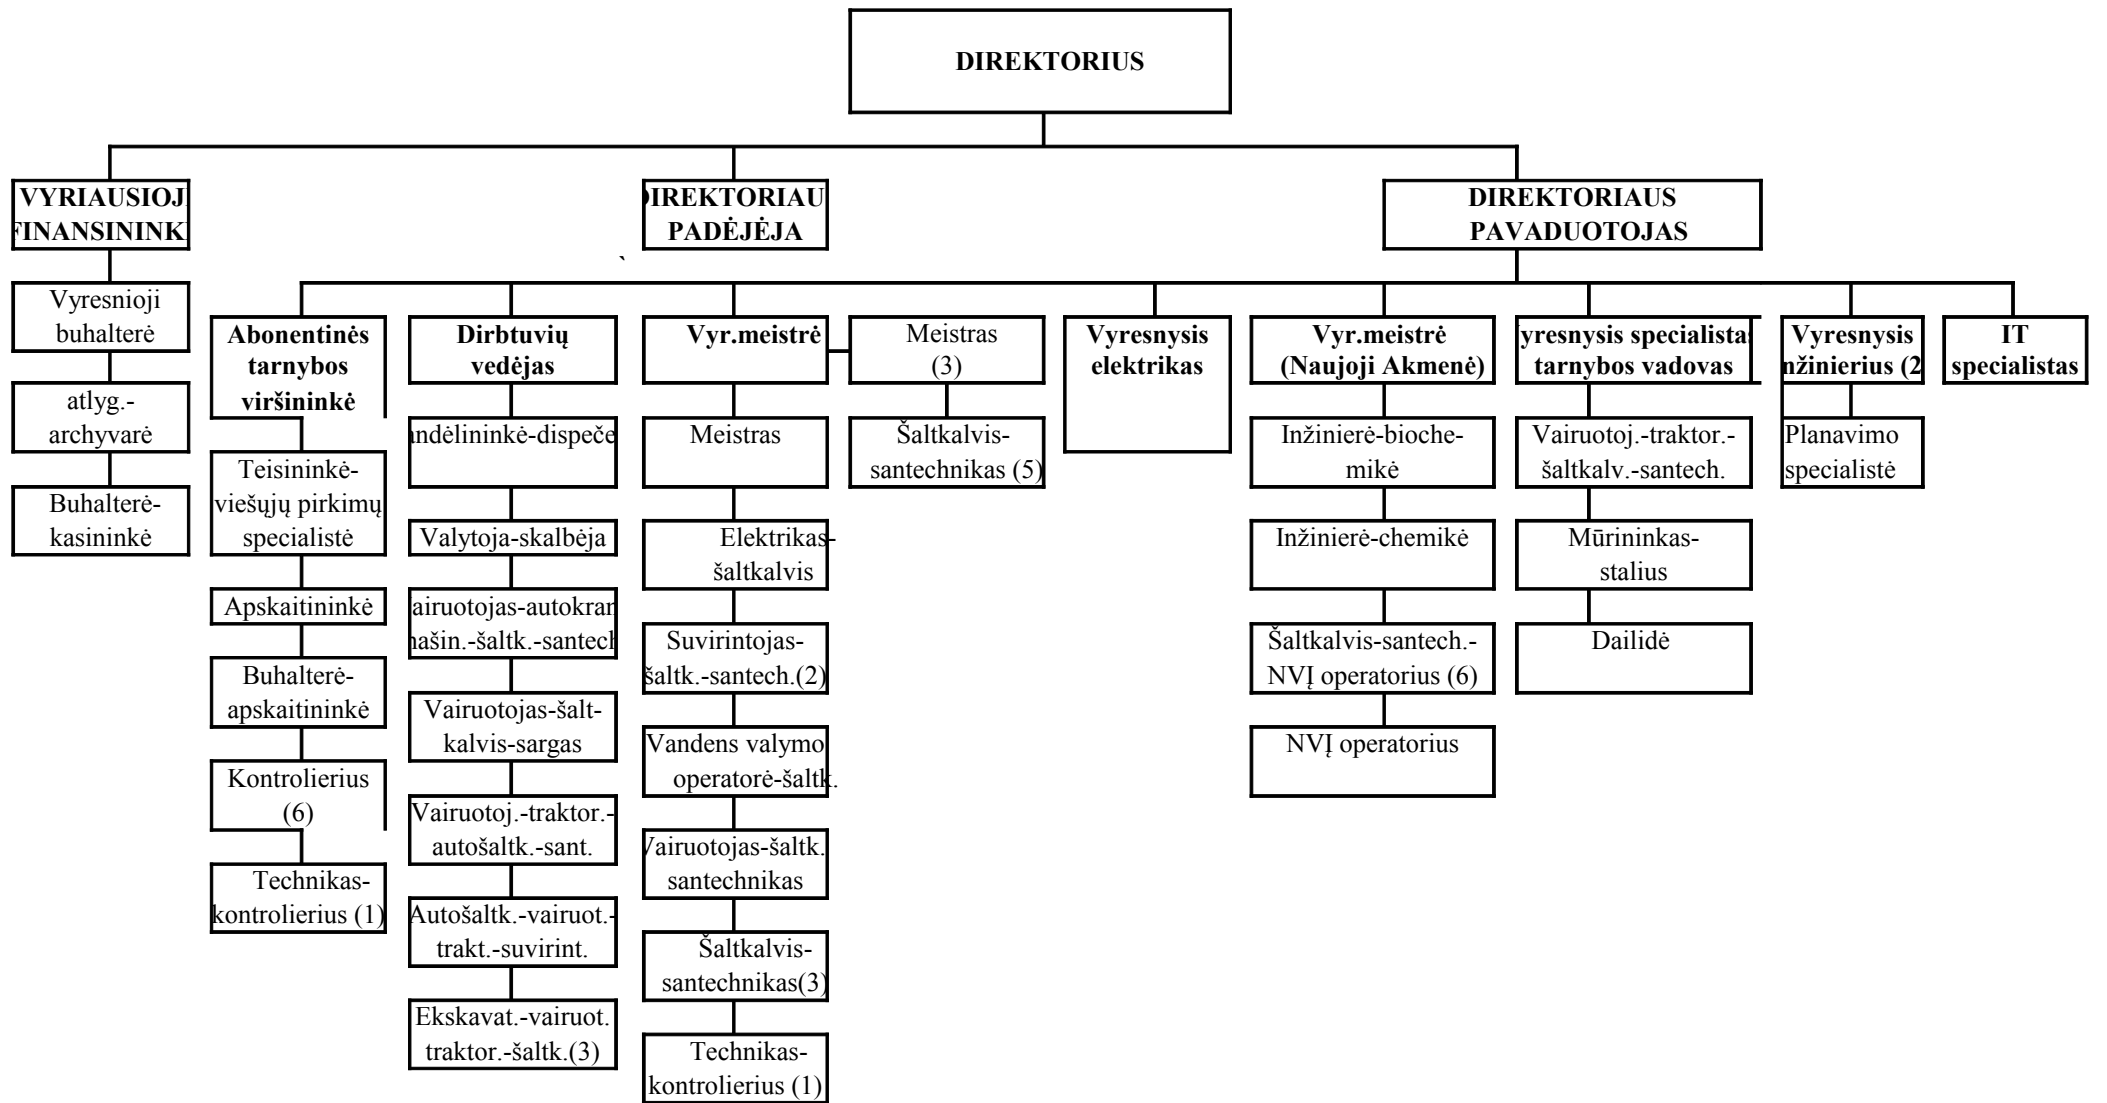 DIREKTORIUS
VYRIAUSIOJI
FINANSININK
DIREKTORIAU
PADĖJĖJA
DIREKTORIAUS
PAVADUOTOJAS
`
Vyresnioji
buhalterė
atlyg.-
archyvarė
Buhalterė-
kasininkė
Abonentinės
tarnybos
viršininkė
Teisininkė-
viešųjų pirkimų
specialistė
Apskaitininkė
Buhalterė-
apskaitininkė
Kontrolierius
(6)
Technikas-
kontrolierius (1)
Dirbtuvių
vedėjas
andėlininkė-dispeče
Valytoja-skalbėja
airuotojas-autokran
mašin.-šaltk.-santech
Vairuotojas-šalt-
kalvis-sargas
Vairuotoj.-traktor.-
autošaltk.-sant.
Autošaltk.-vairuot.-
trakt.-suvirint.
Ekskavat.-vairuot.
traktor.-šaltk.(3)
Vyr.meistrė
Meistras
Elektrikas-
šaltkalvis
Suvirintojas-
šaltk.-santech.(2)
Vandens valymo
operatorė-šaltk.
Vairuotojas-šaltk.
santechnikas
Šaltkalvis-
santechnikas(3)
Technikas-
kontrolierius (1)
Meistras
(3)
Šaltkalvis-
santechnikas (5)
Vyresnysis
elektrikas
Vyr.meistrė
(Naujoji Akmenė)
Inžinierė-bioche-
mikė
Inžinierė-chemikė
Šaltkalvis-santech.-
NVĮ operatorius (6)
NVĮ operatorius
yresnysis specialistas
tarnybos vadovas
Vairuotoj.-traktor.-
šaltkalv.-santech.
Mūrininkas-
stalius
Dailidė
Vyresnysis
nžinierius (2
Planavimo
specialistė
IT
specialistas